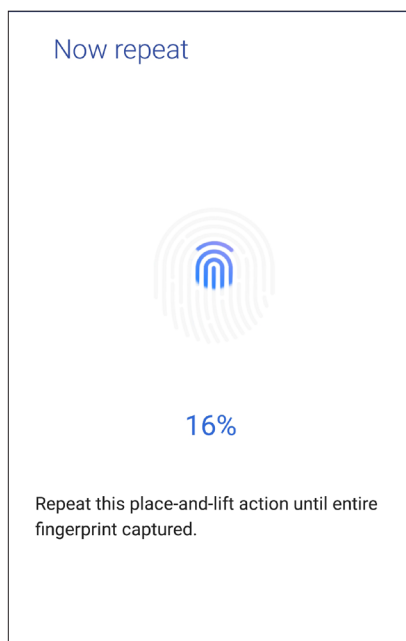 Now repeat
16%
Repeat this place-and-lift action until entire
fingerprint captured.